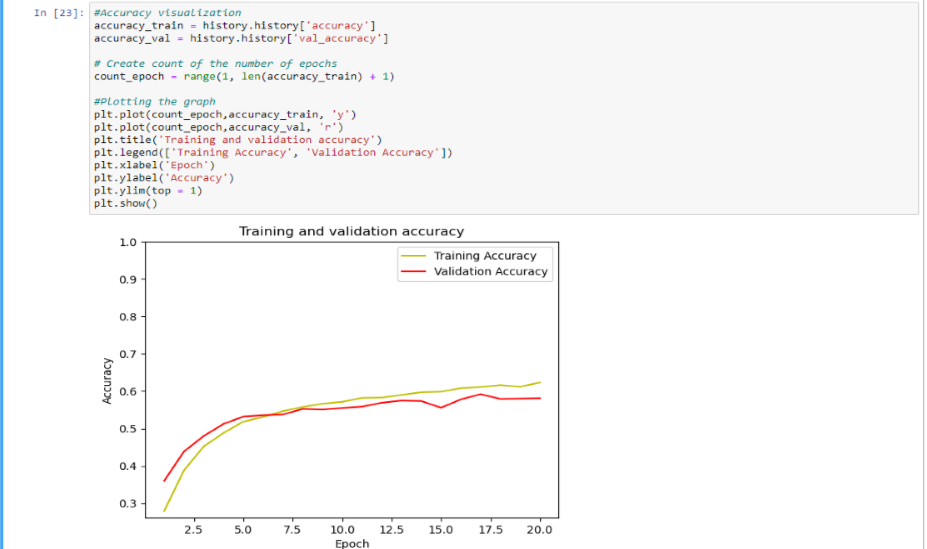 In [23]: #Accuracy visualization
accuracy_train = history.history['accuracy']
accuracy_val = history.history['val_accuracy']
# Create count of the number of epochs
count_epoch = range(1, len(accuracy_train) + 1)
#Plotting the graph
plt.plot(count_epoch,accuracy_train, 'y')
plt.plot(count_epoch,accuracy_val, 'r')
plt.title('Training and validation accuracy')
plt.legend(['Training Accuracy', 'Validation Accuracy'])
plt.xlabel('Epoch')
plt.ylabel('Accuracy')
plt.ylim(top = 1)
plt.show()
Training and validation accuracy
Training Accuracy
Validation Accuracy
1.0
0.9
0.8
0.7
0.6
0.5
0.4
0.3
Accuracy
2.5 5.0 7.5 10.0 12.5 15.0 17.5 20.0
Epoch